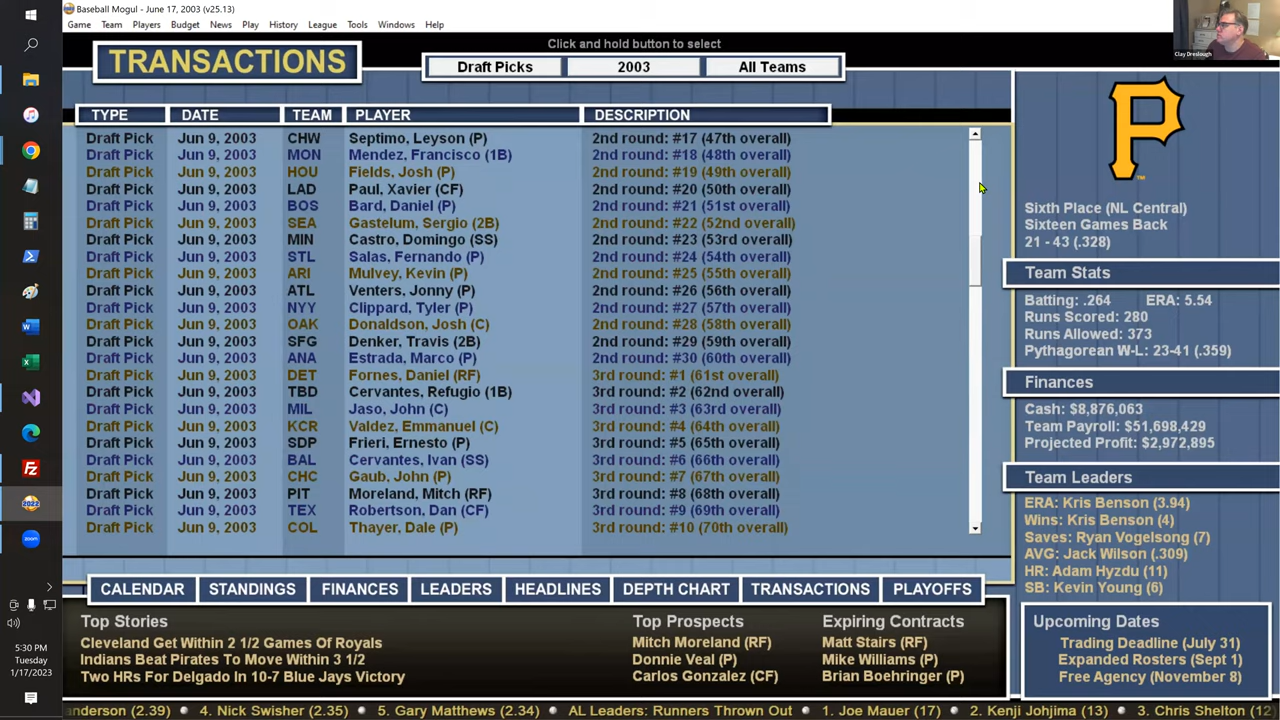 Baseball Mogul - June 17, 2003 (v25.13)
Game Team Players Budget News Play History League Tools Windows Help
Clay Dreslough
TRANSACTIONS
Click and hold button to select
Draft Picks 2003 All Teams
TYPE DATE TEAM PLAYER DESCRIPTION
Draft Pick Jun 9, 2003 CHW Septimo, Leyson (P) 2nd round: #17 (47th overall)
Draft Pick Jun 9, 2003 MON Mendez, Francisco (1B) 2nd round: #18 (48th overall)
Draft Pick Jun 9, 2003 HOU Fields, Josh (P) 2nd round: #19 (49th overall)
Draft Pick Jun 9, 2003 LAD Paul, Xavier (CF) 2nd round: #20 (50th overall)
Draft Pick Jun 9, 2003 BOS Bard, Daniel (P) 2nd round: #21 (51st overall)
Draft Pick Jun 9, 2003 SEA Gastelum, Sergio (2B) 2nd round: #22 (52nd overall)
Draft Pick Jun 9, 2003 MIN Castro, Domingo (SS) 2nd round: #23 (53rd overall)
Draft Pick Jun 9, 2003 STL Salas, Fernando (P) 2nd round: #24 (54th overall)
Draft Pick Jun 9, 2003 ARI Mulvey, Kevin (P) 2nd round: #25 (55th overall)
Draft Pick Jun 9, 2003 ATL Venters, Jonny (P) 2nd round: #26 (56th overall)
Draft Pick Jun 9, 2003 NYY Clippard, Tyler (P) 2nd round: #27 (57th overall)
Draft Pick Jun 9, 2003 OAK Donaldson, Josh (C) 2nd round: #28 (58th overall)
Draft Pick Jun 9, 2003 SFG Denker, Travis (2B) 2nd round: #29 (59th overall)
Draft Pick Jun 9, 2003 ANA Estrada, Marco (P) 2nd round: #30 (60th overall)
Draft Pick Jun 9, 2003 DET Fornes, Daniel (RF) 3rd round: #1 (61st overall)
Draft Pick Jun 9, 2003 TBD Cervantes, Refugio (1B) 3rd round: #2 (62nd overall)
Draft Pick Jun 9, 2003 MIL Jaso, John (C) 3rd round: #3 (63rd overall)
Draft Pick Jun 9, 2003 KCR Valdez, Emmanuel (C) 3rd round: #4 (64th overall)
Draft Pick Jun 9, 2003 SDP Frieri, Ernesto (P) 3rd round: #5 (65th overall)
Draft Pick Jun 9, 2003 BAL Cervantes, Ivan (SS) 3rd round: #6 (66th overall)
Draft Pick Jun 9, 2003 CHC Gaub, John (P) 3rd round: #7 (67th overall)
Draft Pick Jun 9, 2003 PIT Moreland, Mitch (RF) 3rd round: #8 (68th overall)
Draft Pick Jun 9, 2003 TEX Robertson, Dan (CF) 3rd round: #9 (69th overall)
Draft Pick Jun 9, 2003 COL Thayer, Dale (P) 3rd round: #10 (70th overall)
P
TM
Sixth Place (NL Central)
Sixteen Games Back
21 - 43 (.328)
Team Stats
Batting: .264 ERA: 5.54
Runs Scored: 280
Runs Allowed: 373
Pythagorean W-L: 23-41 (.359)
Finances
Cash: $8,876,063
Team Payroll: $51,698,429
Projected Profit: $2,972,895
Team Leaders
ERA: Kris Benson (3.94)
Wins: Kris Benson (4)
Saves: Ryan Vogelsong (7)
AVG: Jack Wilson (.309)
HR: Adam Hyzdu (11)
SB: Kevin Young (6)
CALENDAR STANDINGS FINANCES LEADERS HEADLINES DEPTH CHART TRANSACTIONS PLAYOFFS
Top Stories
Cleveland Get Within 2 1/2 Games Of Royals
Indians Beat Pirates To Move Within 3 1/2
Two HRs For Delgado In 10-7 Blue Jays Victory
Top Prospects
Mitch Moreland (RF)
Donnie Veal (P)
Carlos Gonzalez (CF)
Expiring Contracts
Matt Stairs (RF)
Mike Williams (P)
Brian Boehringer (P)
Upcoming Dates
Trading Deadline (July 31)
Expanded Rosters (Sept 1)
Free Agency (November 8)
anderson (2.39) • 4. Nick Swisher (2.35) • 5. Gary Matthews (2.34) • AL Leaders: Runners Thrown Out • 1. Joe Mauer (17) • 2. Kenji Johjima (13) • 3. Chris Shelton (12
5:30 PM
Tuesday
1/17/2023